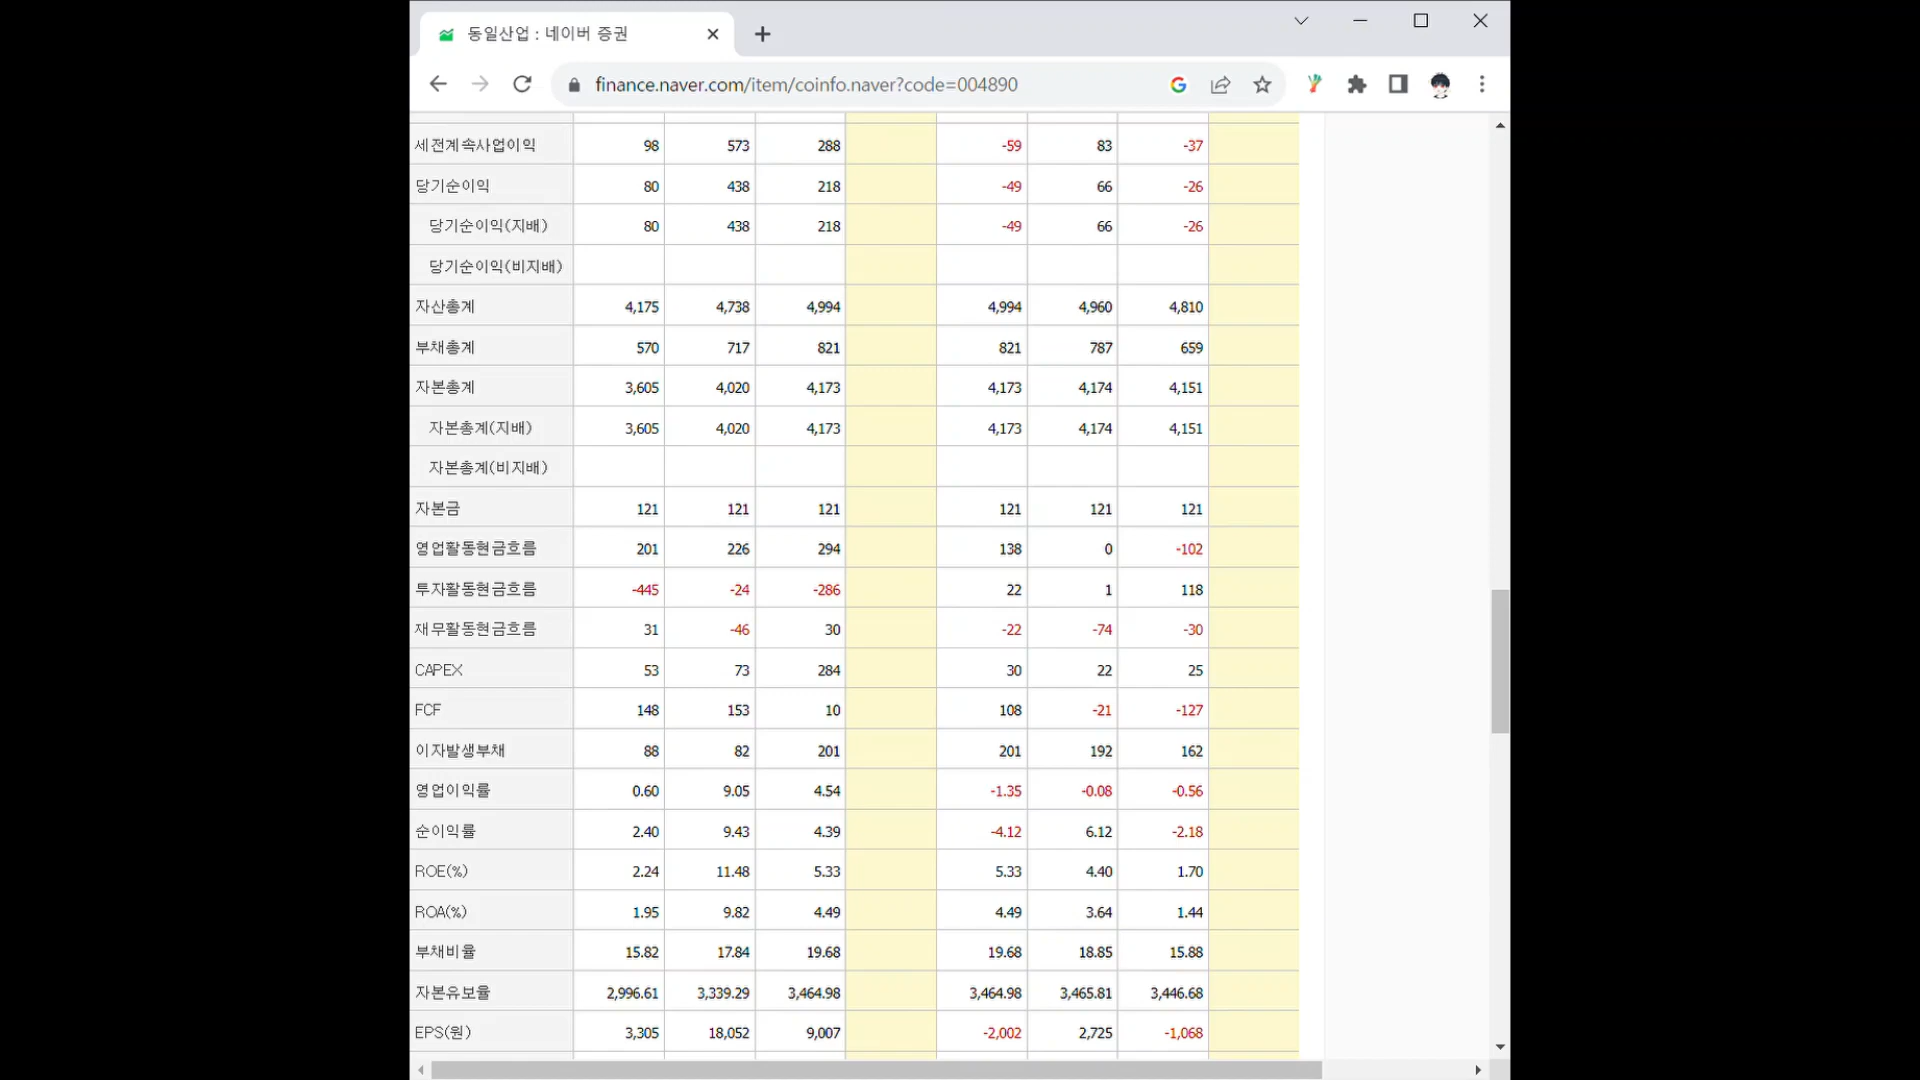 동일산업 : 네이버 증권
finance.naver.com/item/coinfo.naver?code=004890
세전계속사업이익 98 573 288 -59 83 -37
당기순이익 80 438 218 -49 66 -26
당기순이익(지배) 80 438 218 -49 66 -26
당기순이익(비지배)
자산총계 4,175 4,738 4,994 4,994 4,960 4,810
부채총계 570 717 821 821 787 659
자본총계 3,605 4,020 4,173 4,173 4,174 4,151
자본총계(지배) 3,605 4,020 4,173 4,173 4,174 4,151
자본총계(비지배)
자본금 121 121 121 121 121 121
영업활동현금흐름 201 226 294 138 0 -102
투자활동현금흐름 -445 -24 -286 22 1 118
재무활동현금흐름 31 -46 30 -22 -74 -30
CAPEX 53 73 284 30 22 25
FCF 148 153 10 108 -21 -127
이자발생부채 88 82 201 201 192 162
영업이익률 0.60 9.05 4.54 -1.35 -0.08 -0.56
순이익률 2.40 9.43 4.39 -4.12 6.12 -2.18
ROE(%) 2.24 11.48 5.33 5.33 4.40 1.70
ROA(%) 1.95 9.82 4.49 4.49 3.64 1.44
부채비율 15.82 17.84 19.68 19.68 18.85 15.88
자본유보율 2,996.61 3,339.29 3,464.98 3,464.98 3,465.81 3,446.68
EPS(원) 3,305 18,052 9,007 -2,002 2,725 -1,068